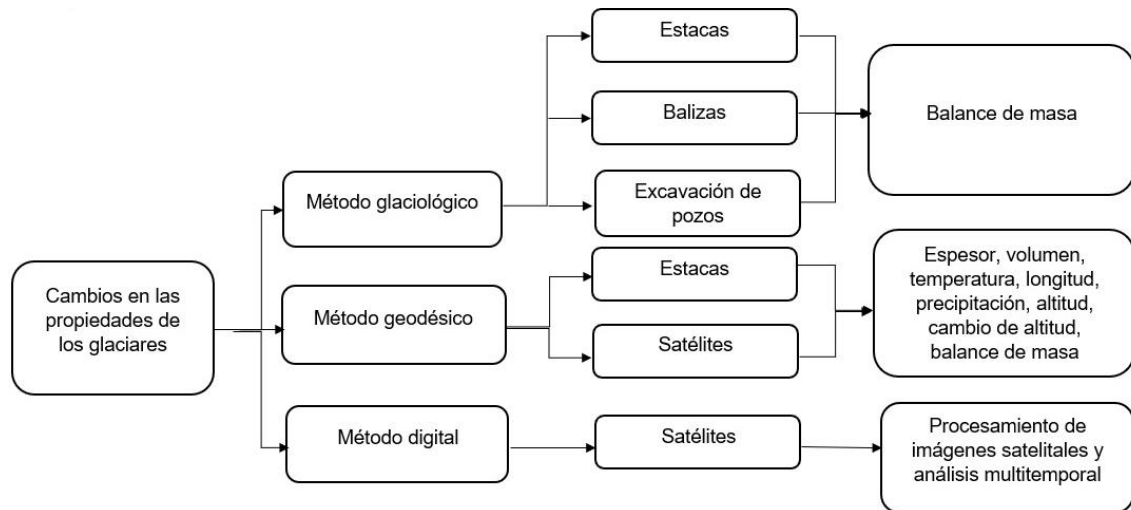 Cambios en las
propiedades de
los glaciares
Método glaciológico
Método geodésico
Método digital
Estacas
Balizas
Excavación de
pozos
Estacas
Satélites
Satélites
Balance de masa
Espesor, volumen,
temperatura, longitud,
precipitación, altitud,
cambio de altitud,
balance de masa
Procesamiento de
imágenes satelitales y
análisis multitemporal